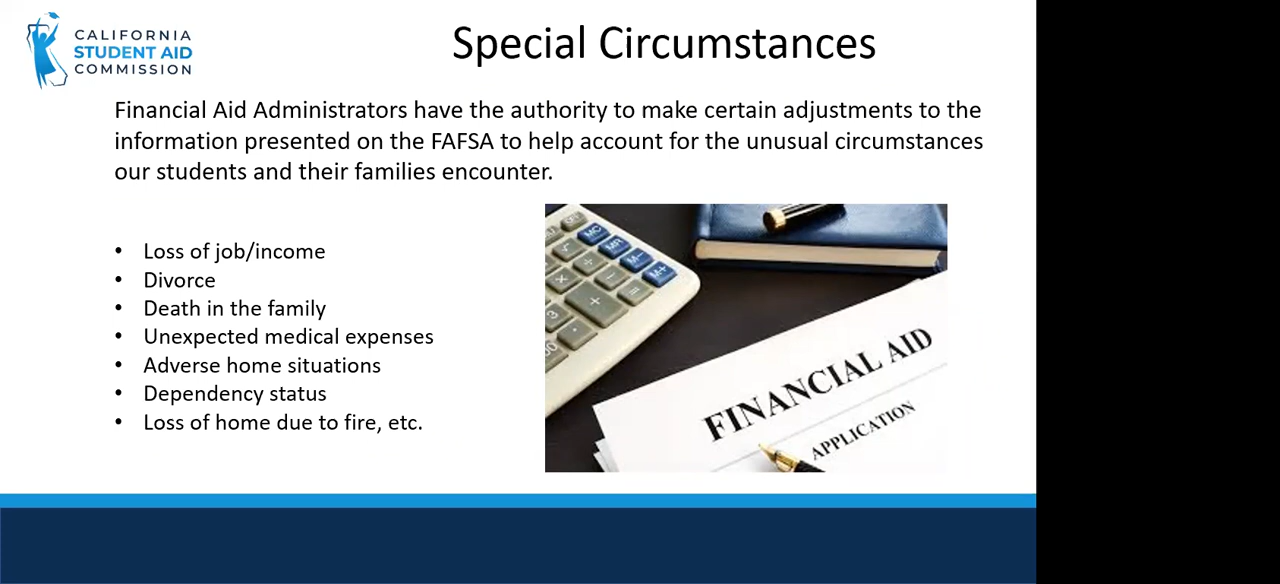 CALIFORNIA
STUDENT AID
COMMISSION
Special Circumstances
Financial Aid Administrators have the authority to make certain adjustments to the
information presented on the FAFSA to help account for the unusual circumstances
our students and their families encounter.
• Loss of job/income
• Divorce
• Death in the family
• Unexpected medical expenses
• Adverse home situations
• Dependency status
• Loss of home due to fire, etc.
MC
MR
M-
M+
FINANCIAL AID
APPLICATION